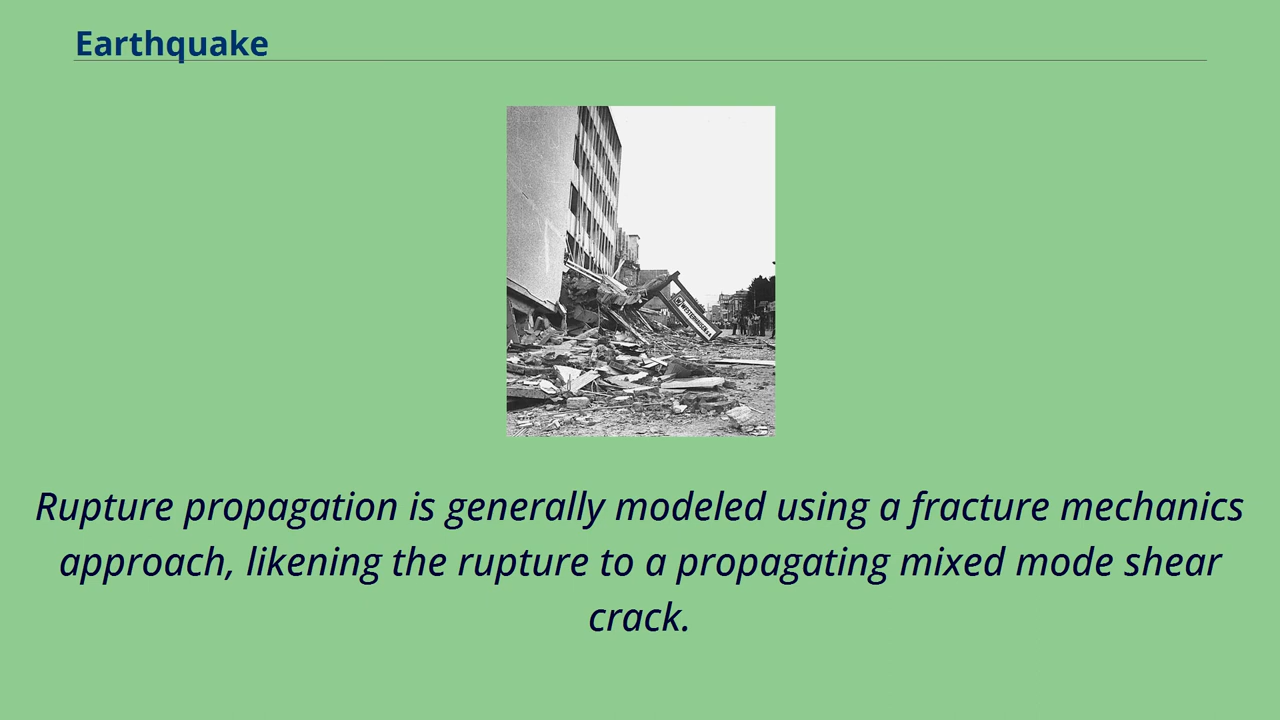 Earthquake
Rupture propagation is generally modeled using a fracture mechanics
approach, likening the rupture to a propagating mixed mode shear
crack.